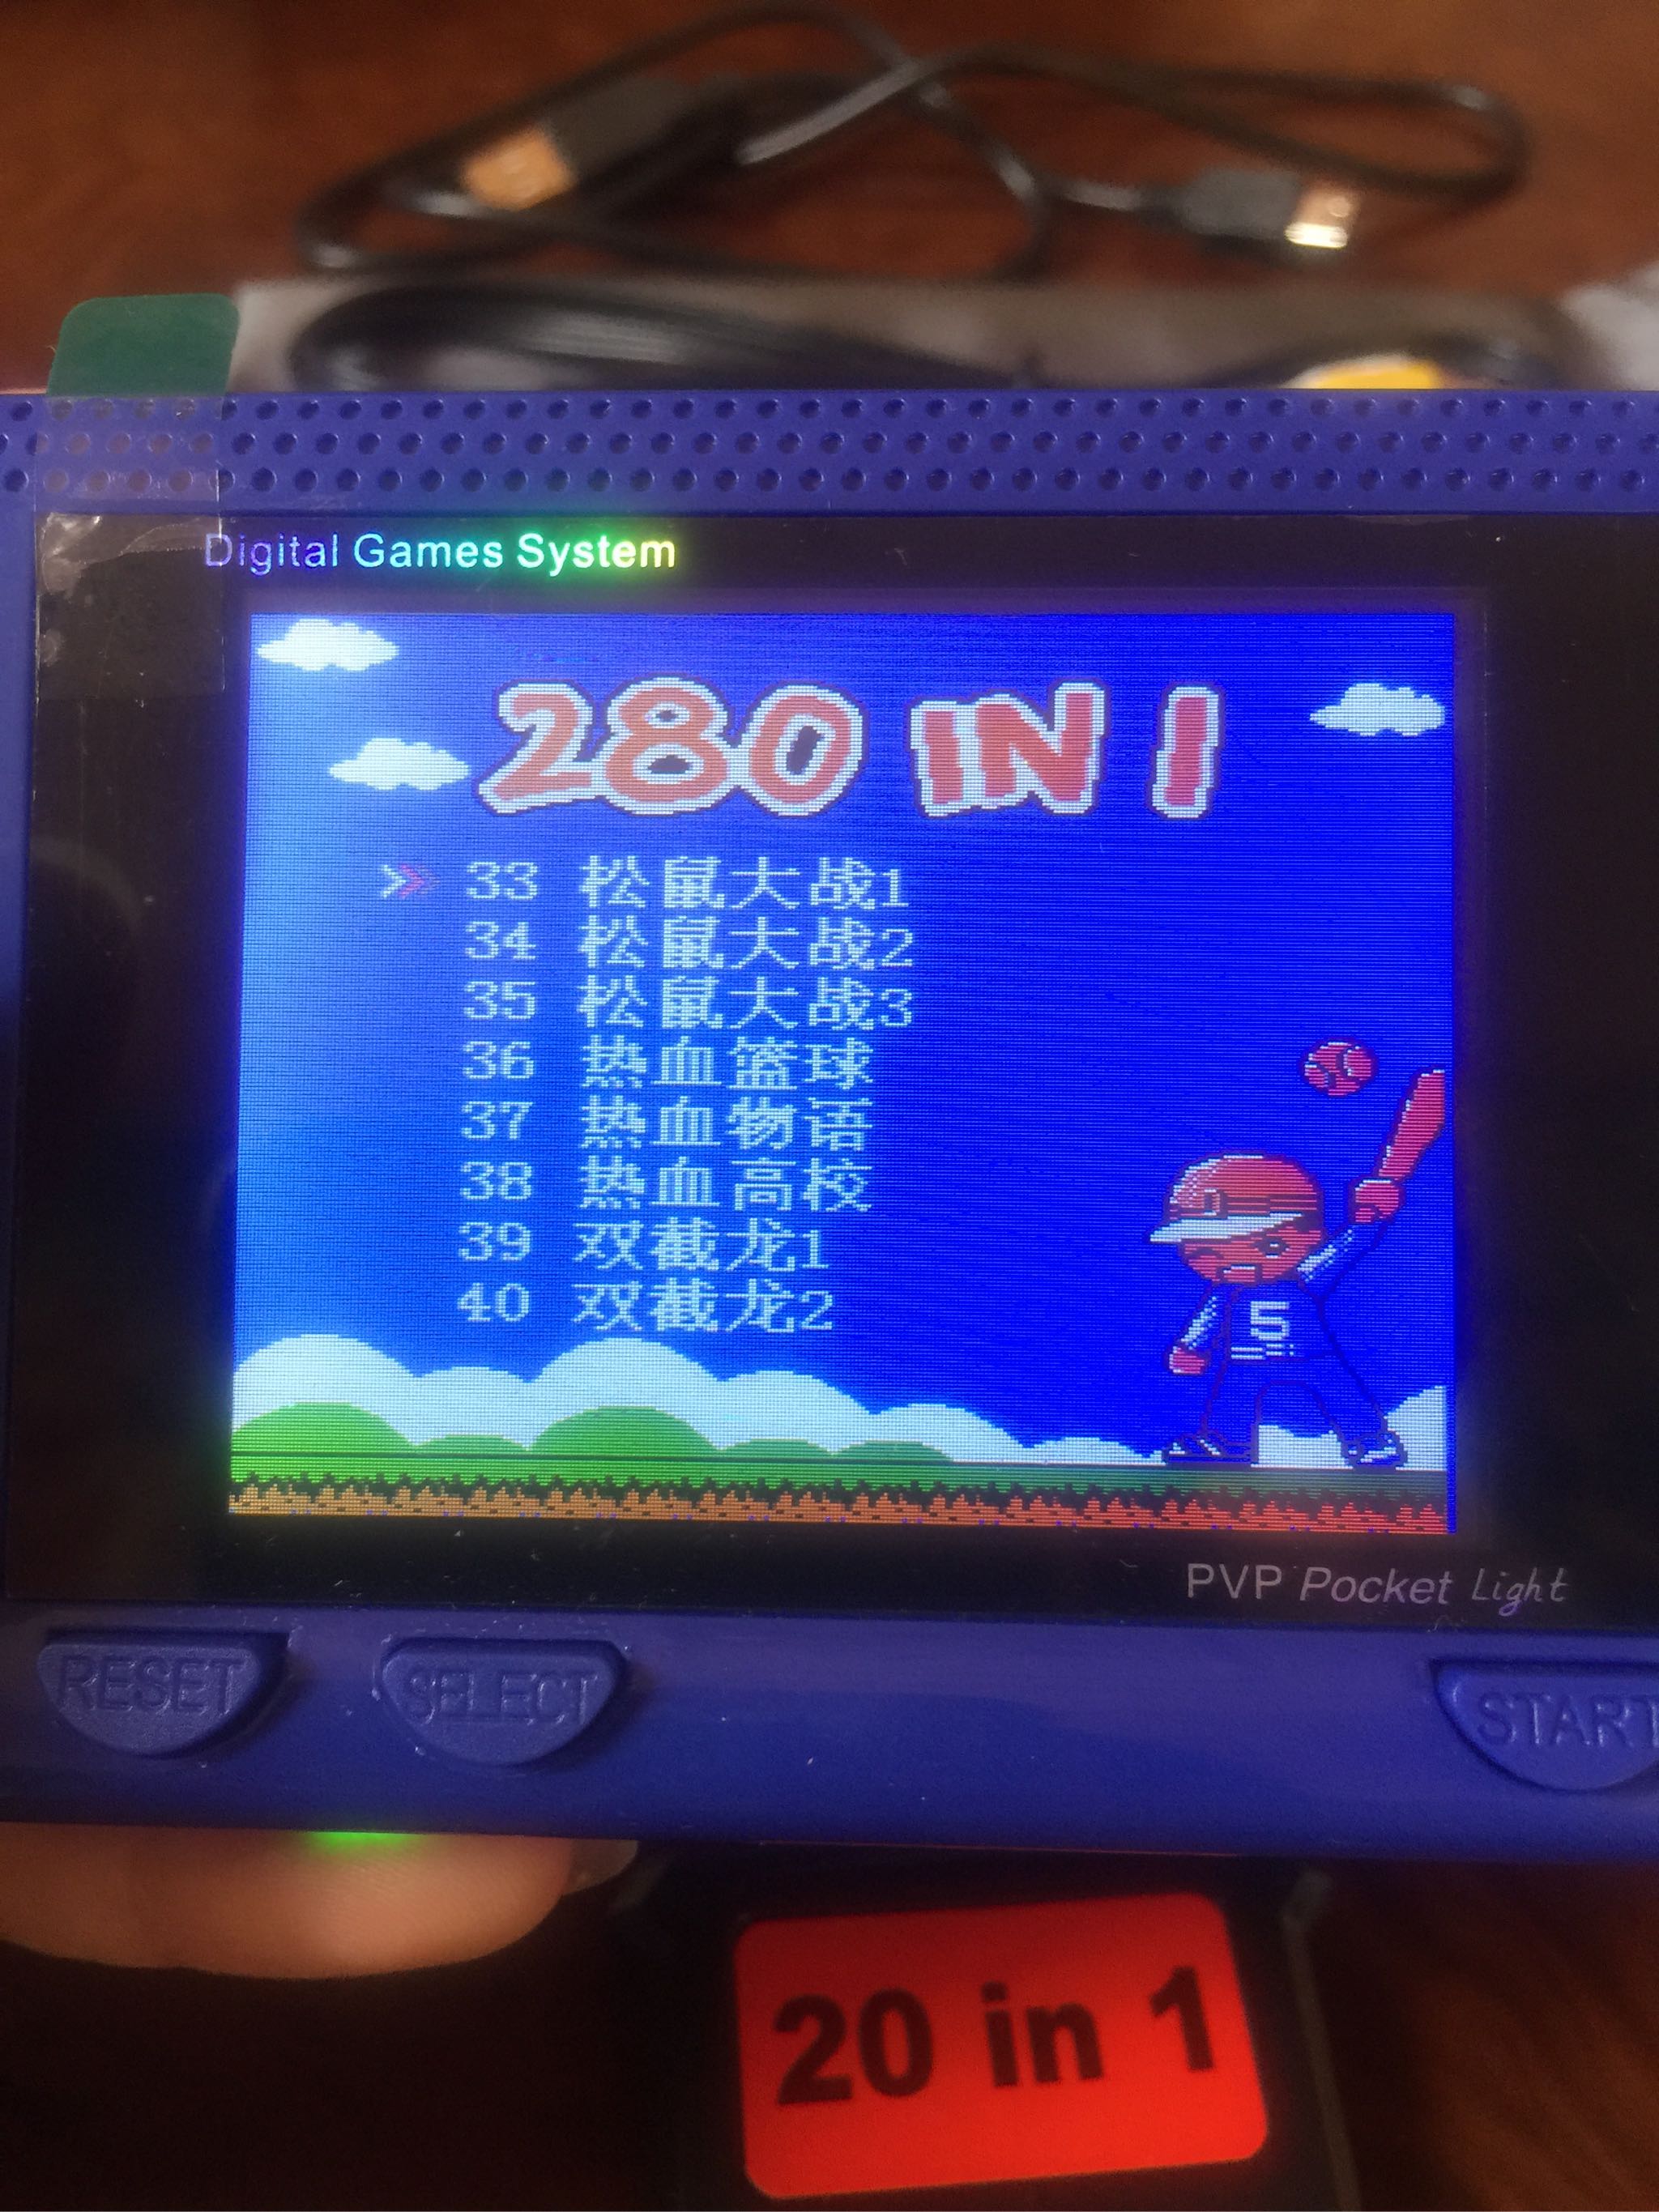 Digital Games System
280 IN 1
>> 33 松鼠大战1
34 松鼠大战2
35 松鼠大战3
36 热血篮球
37 热血物语
38 热血高校
39 双截龙1
40 双截龙2
5
PVP Pocket Light
RESET SELECT START
20 in 1